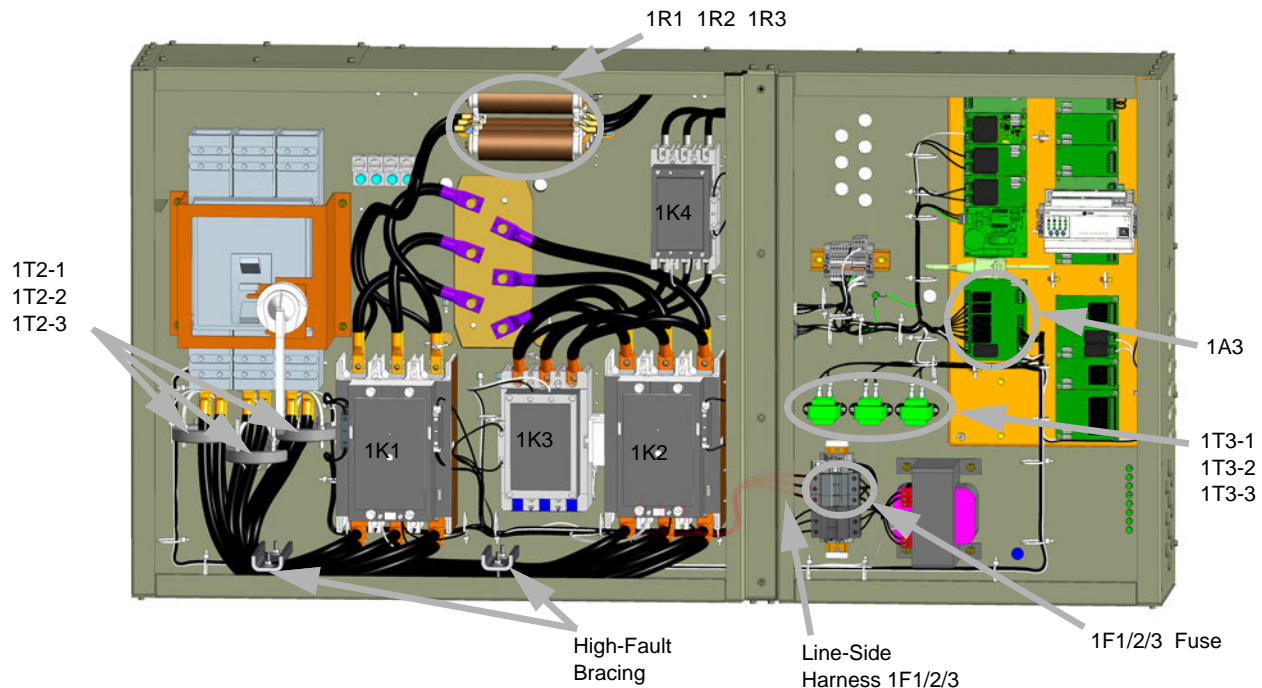 1R1 1R2 1R3
1K4
1T2-1
1T2-2
1T2-3
1A3
1K1
1K3
1K2
1T3-1
1T3-2
1T3-3
High-Fault
Bracing
Line-Side
Harness 1F1/2/3
1F1/2/3 Fuse